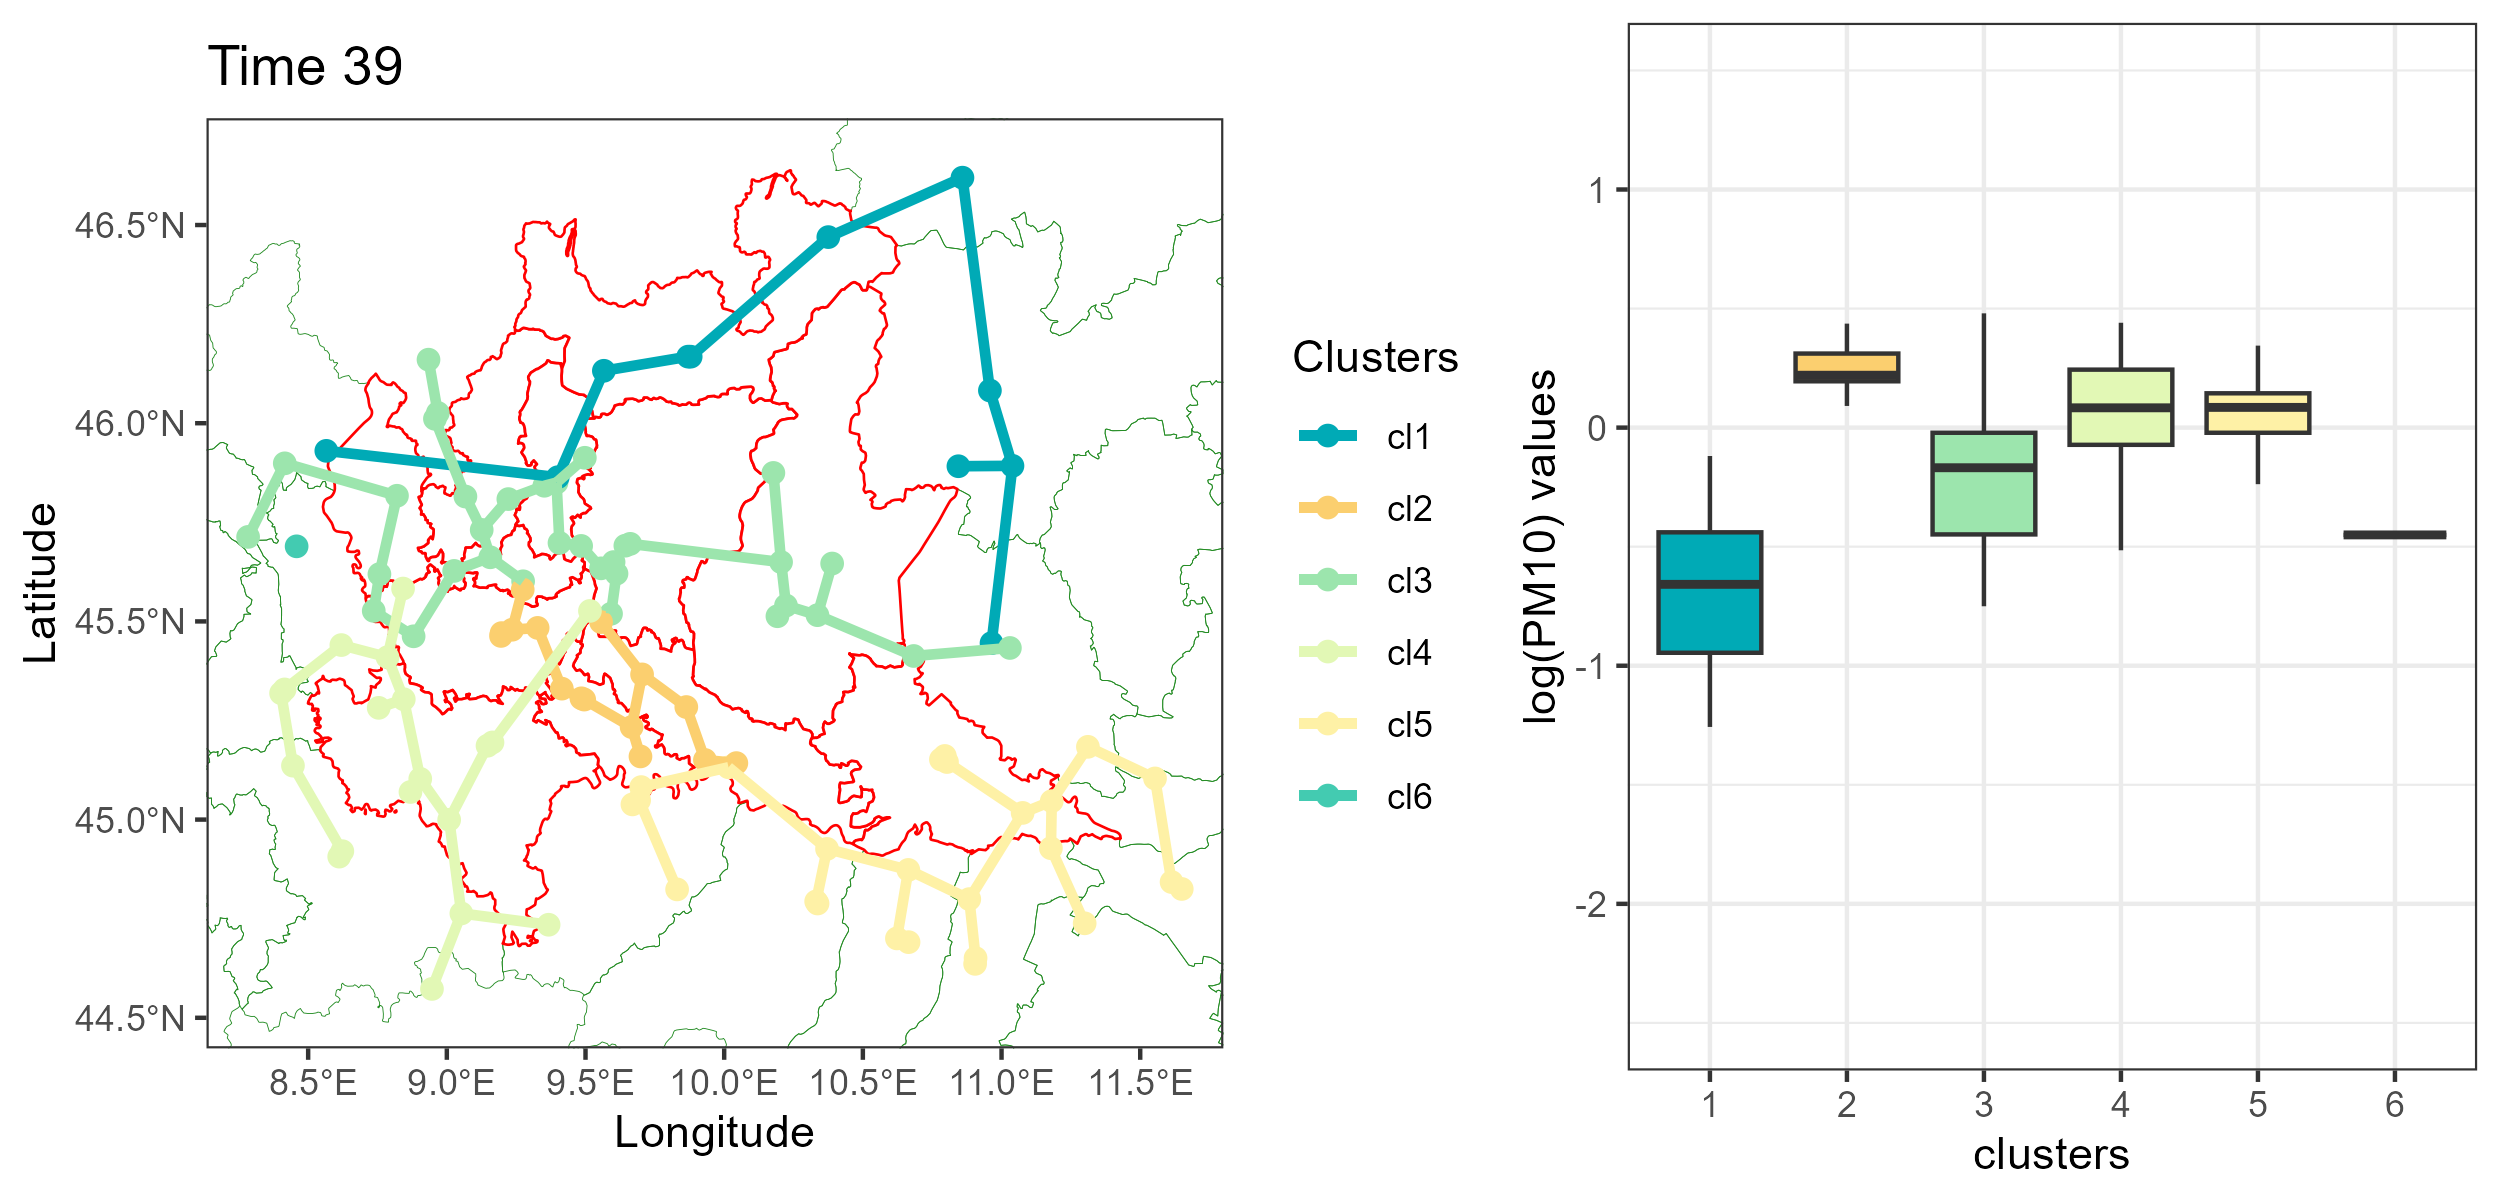 Time 39
46.5°N
46.0°N
45.5°N
45.0°N
44.5°N
Latitude
8.5°E 9.0°E 9.5°E 10.0°E 10.5°E 11.0°E 11.5°E
Longitude
Clusters
cl1
cl2
cl3
cl4
cl5
cl6
log(PM10) values
1
0
-1
-2
1 2 3 4 5 6
clusters